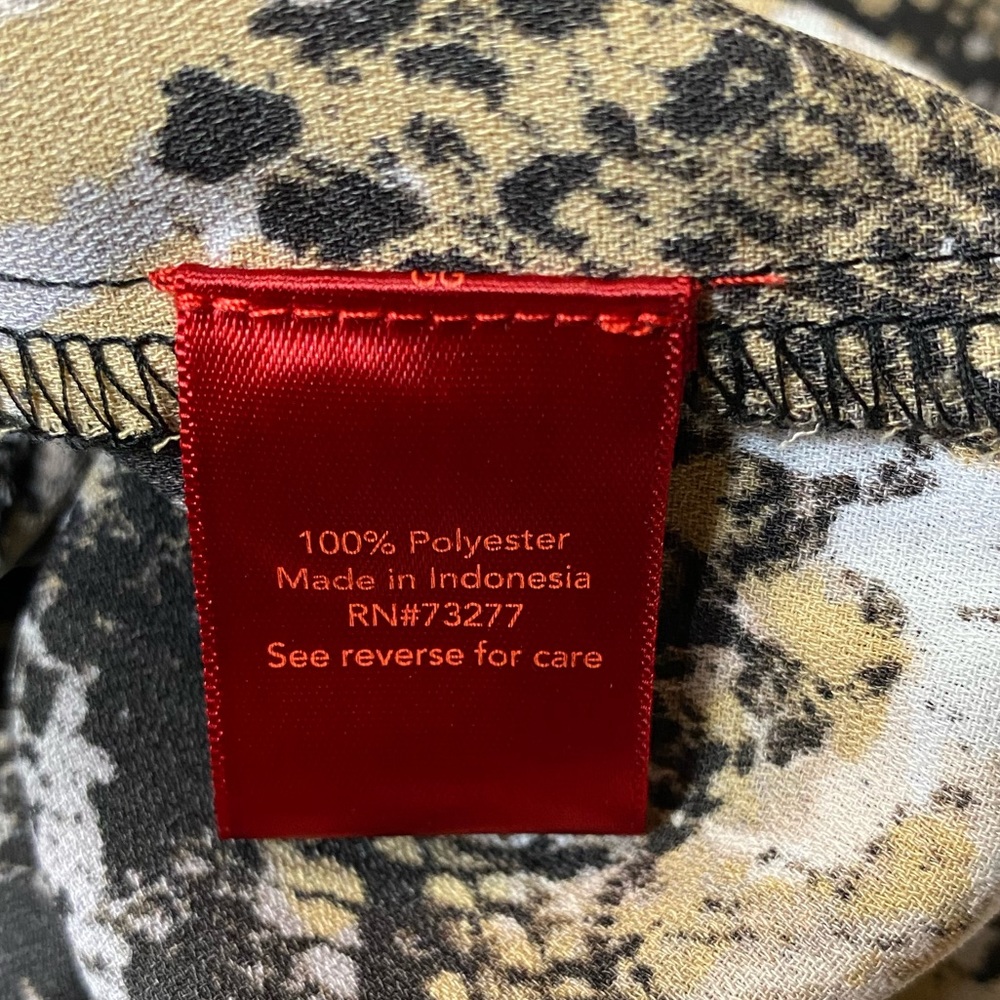 100% Polyester
Made in Indonesia
RN#73277
See reverse for care